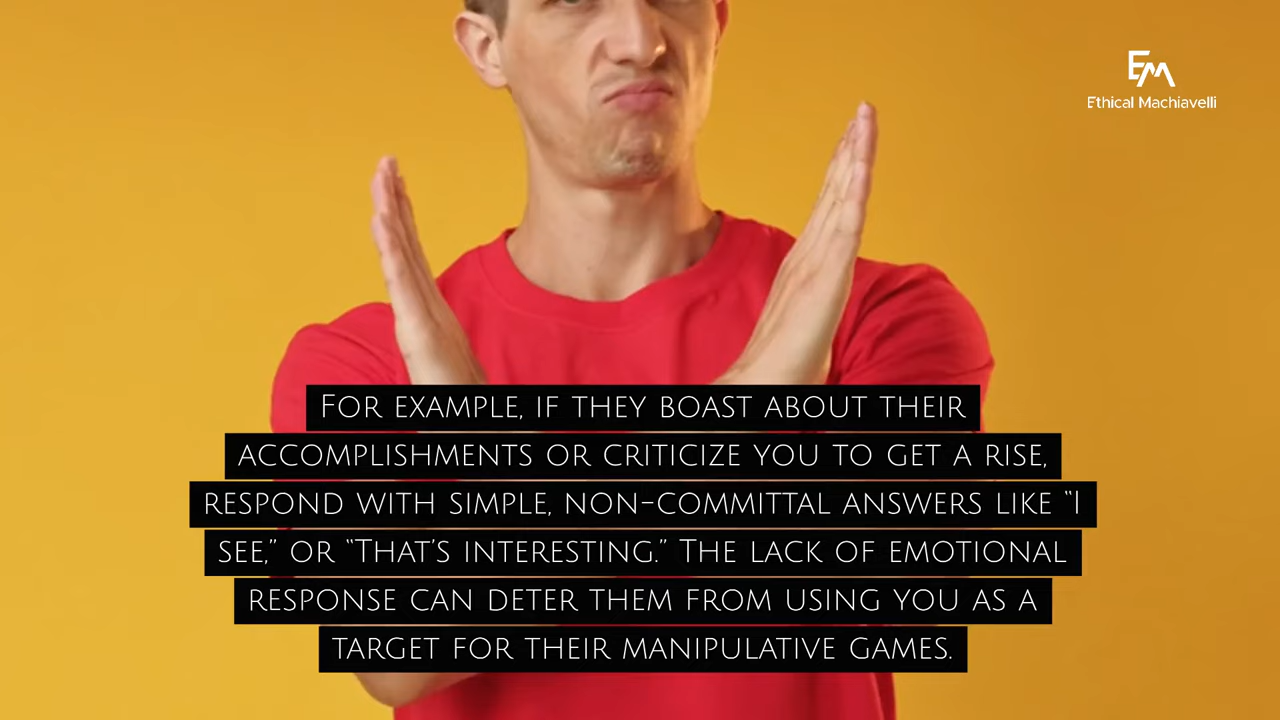 EM
Ethical Machiavelli
For example, if they boast about their
accomplishments or criticize you to get a rise,
respond with simple, non-committal answers like “I
see,” or “That’s interesting.” The lack of emotional
response can deter them from using you as a
target for their manipulative games.